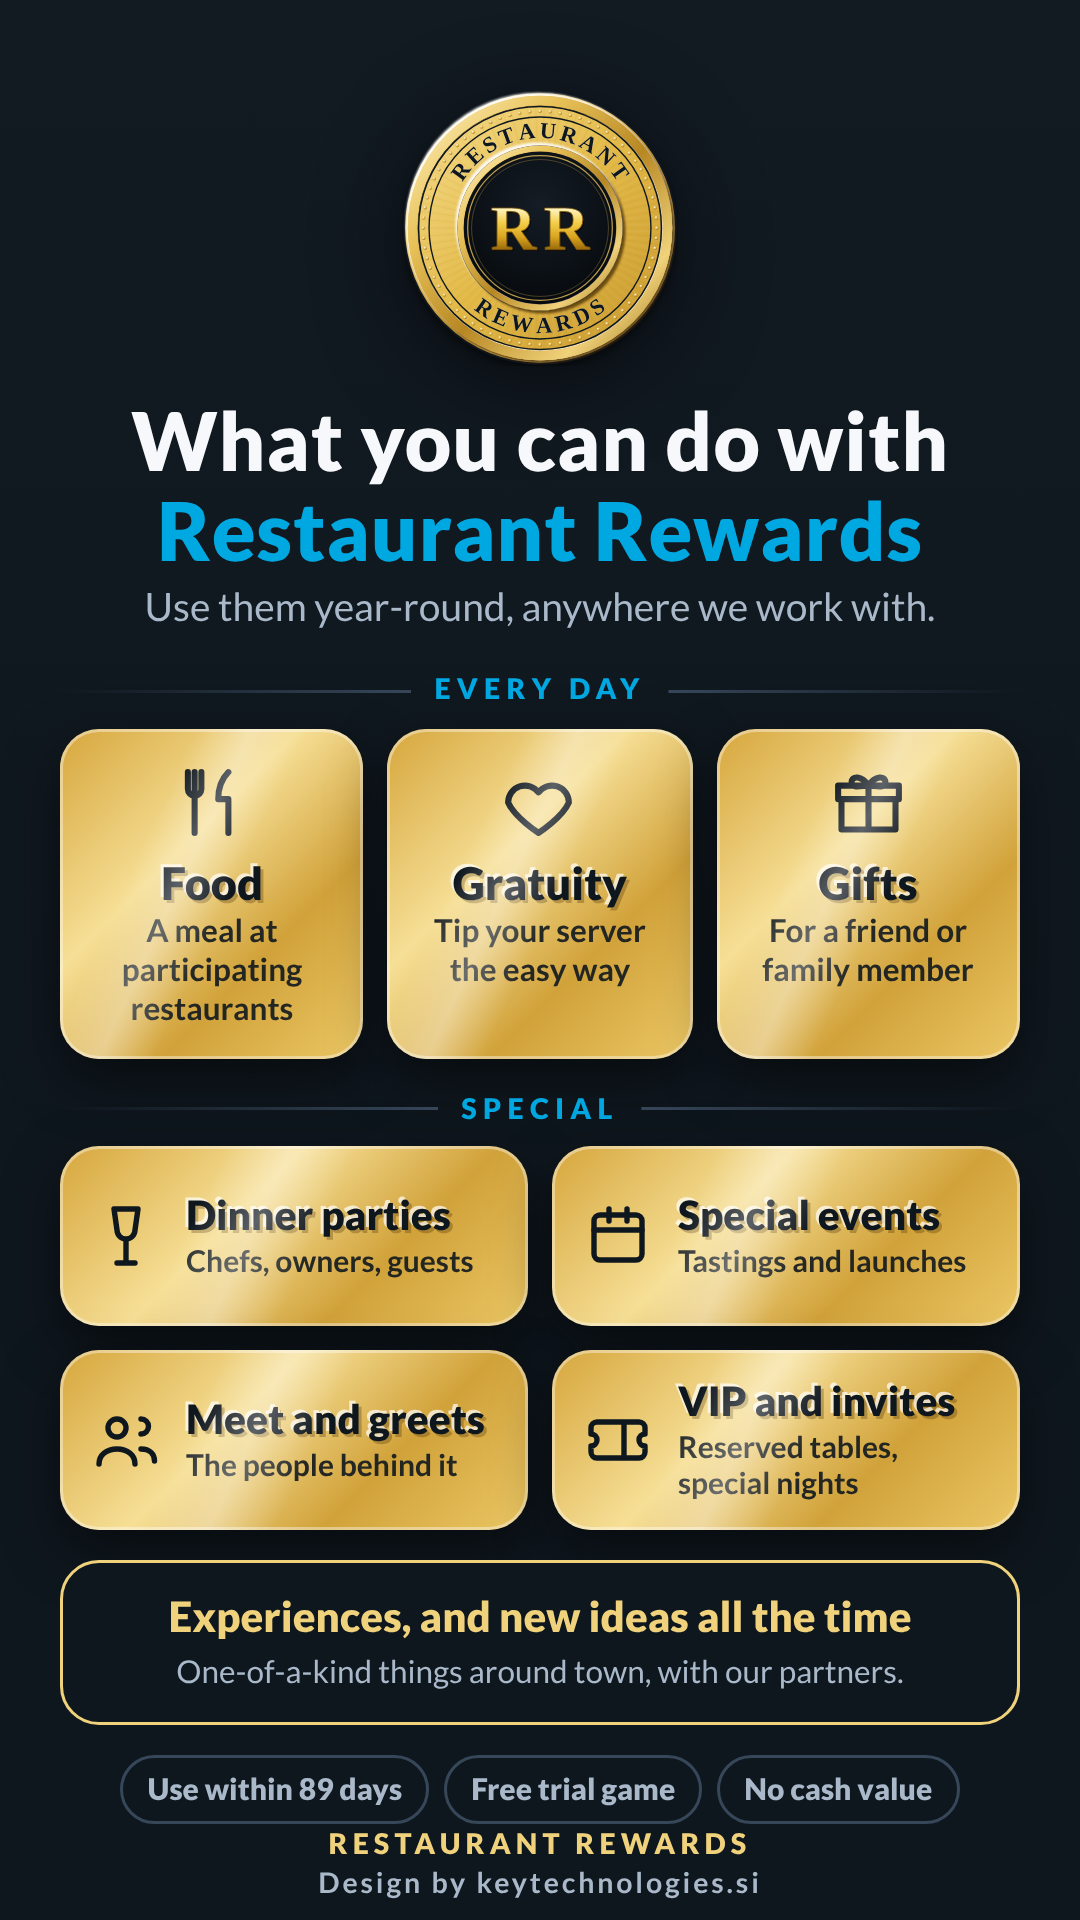 RESTAURANT
RR
REWARDS
What you can do with
Restaurant Rewards
Use them year-round, anywhere we work with.
EVERY DAY
Food
A meal at
participating
restaurants
Gratuity
Tip your server
the easy way
Gifts
For a friend or
family member
SPECIAL
Dinner parties
Chefs, owners, guests
Special events
Tastings and launches
Meet and greets
The people behind it
VIP and invites
Reserved tables,
special nights
Experiences, and new ideas all the time
One-of-a-kind things around town, with our partners.
Use within 89 days
Free trial game
No cash value
RESTAURANT REWARDS
Design by keytechnologies.si